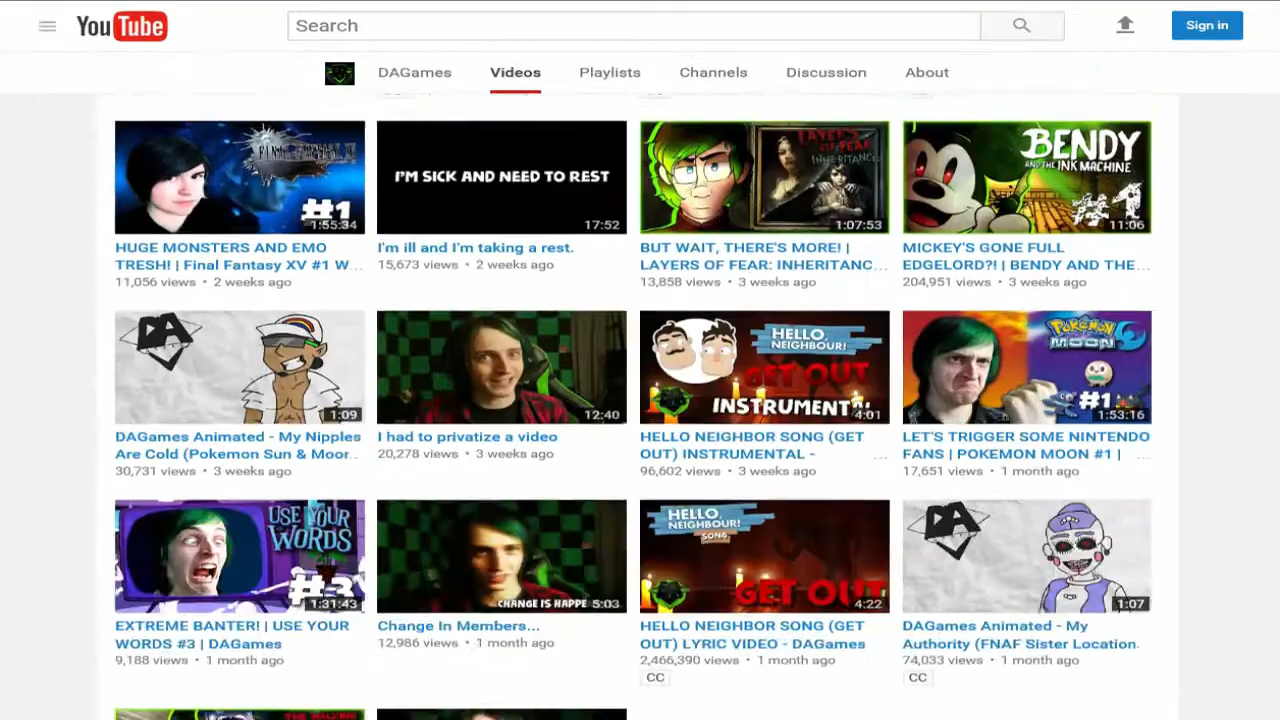 YouTube
Search
Sign in
DAGames
Videos
Playlists
Channels
Discussion
About
FINAL FANTASY XV
#1
1:55:34
I'M SICK AND NEED TO REST
17:52
LAYERS OF FEAR
INHERITANCE
1:07:53
BENDY
AND THE INK MACHINE
#1
11:06
HUGE MONSTERS AND EMO
TRESH! | Final Fantasy XV #1 W...
11,056 views • 2 weeks ago
I'm ill and I'm taking a rest.
15,673 views • 2 weeks ago
BUT WAIT, THERE'S MORE! |
LAYERS OF FEAR: INHERITANC...
13,858 views • 3 weeks ago
MICKEY'S GONE FULL
EDGELORD?! | BENDY AND THE...
204,951 views • 3 weeks ago
DA
1:09
12:40
HELLO
NEIGHBOUR!
GET OUT
INSTRUMENTAL
4:01
POKÉMON
MOON
#1
1:53:16
DAGames Animated - My Nipples
Are Cold (Pokemon Sun & Moor...
30,731 views • 3 weeks ago
I had to privatize a video
20,278 views • 3 weeks ago
HELLO NEIGHBOR SONG (GET
OUT) INSTRUMENTAL - ...
96,602 views • 3 weeks ago
LET'S TRIGGER SOME NINTENDO
FANS | POKEMON MOON #1 | ...
17,651 views • 1 month ago
USE YOUR
WORDS
#3
1:31:43
CHANGE IS HAPPE
5:03
HELLO
NEIGHBOUR!
SONG
GET OUT
4:22
DA
1:07
EXTREME BANTER! | USE YOUR
WORDS #3 | DAGames
9,188 views • 1 month ago
Change In Members...
12,986 views • 1 month ago
HELLO NEIGHBOR SONG (GET
OUT) LYRIC VIDEO - DAGames
2,466,390 views • 1 month ago
CC
DAGames Animated - My
Authority (FNAF Sister Location
74,033 views • 1 month ago
CC